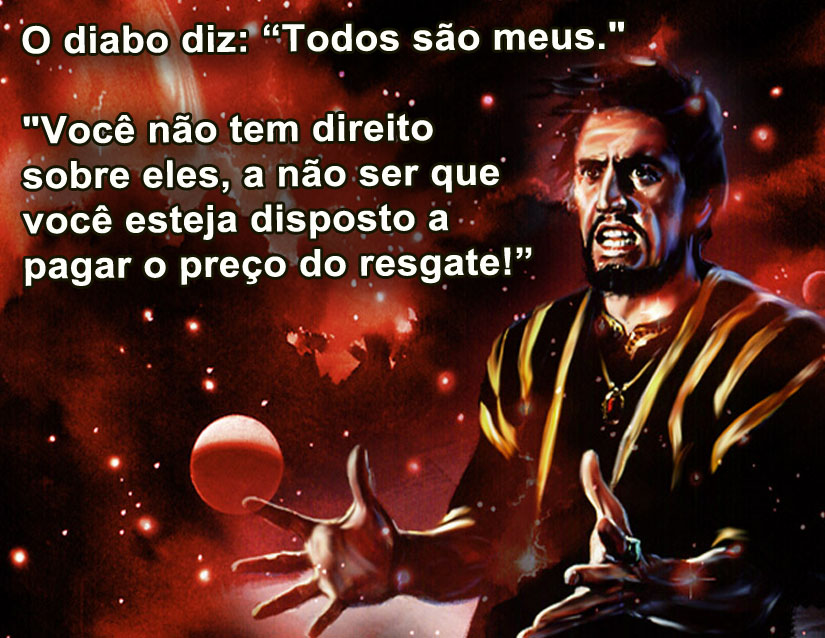 O diabo diz: “Todos são meus."
"Você não tem direito
sobre eles, a não ser que
você esteja disposto a
pagar o preço do resgate!”